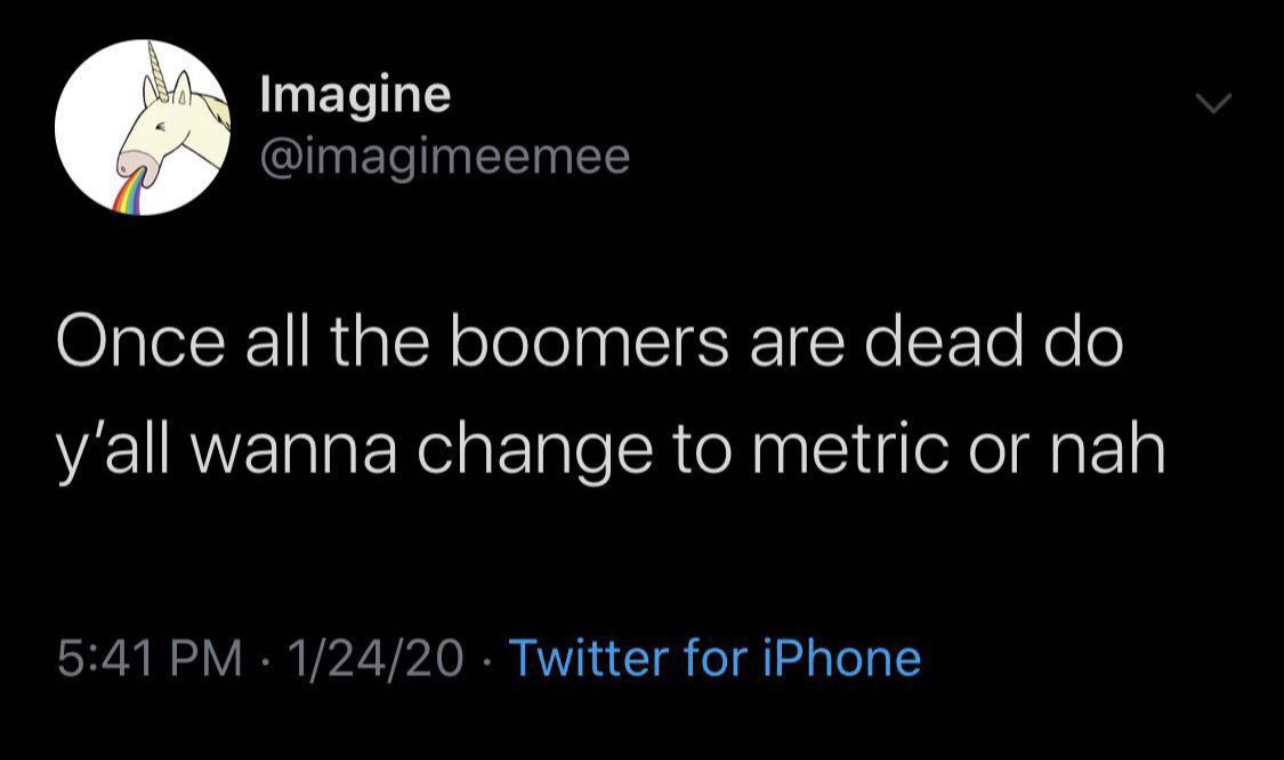 Imagine
@imagimeemee
Once all the boomers are dead do
y’all wanna change to metric or nah
5:41 PM · 1/24/20 · Twitter for iPhone